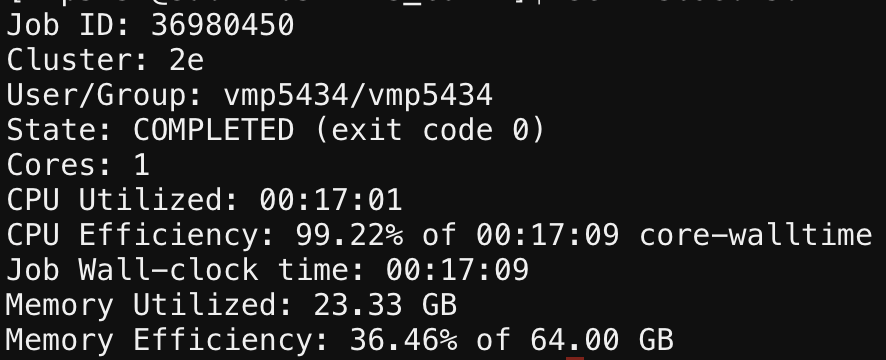 Job ID: 36980450
Cluster: 2e
User/Group: vmp5434/vmp5434
State: COMPLETED (exit code 0)
Cores: 1
CPU Utilized: 00:17:01
CPU Efficiency: 99.22% of 00:17:09 core-walltime
Job Wall-clock time: 00:17:09
Memory Utilized: 23.33 GB
Memory Efficiency: 36.46% of 64.00 GB